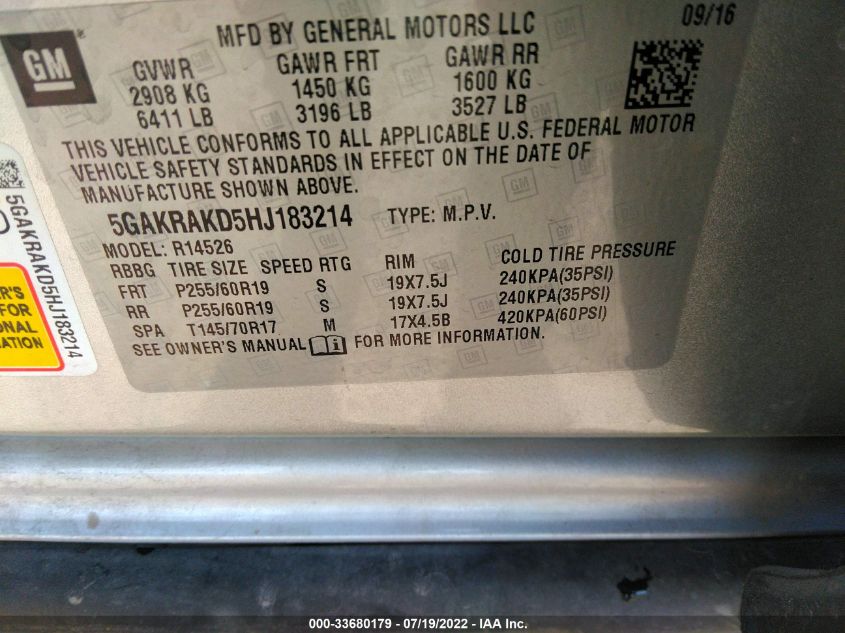 GM
MFD BY GENERAL MOTORS LLC
09/16
GVWR GAWR FRT GAWR RR
2908 KG 1450 KG 1600 KG
6411 LB 3196 LB 3527 LB
THIS VEHICLE CONFORMS TO ALL APPLICABLE U.S. FEDERAL MOTOR
VEHICLE SAFETY STANDARDS IN EFFECT ON THE DATE OF
MANUFACTURE SHOWN ABOVE.
5GAKRAKD5HJ183214 TYPE: M.P.V.
MODEL: R14526
RBBG TIRE SIZE SPEED RTG RIM COLD TIRE PRESSURE
FRT P255/60R19 S 19X7.5J 240KPA(35PSI)
RR P255/60R19 S 19X7.5J 240KPA(35PSI)
SPA T145/70R17 M 17X4.5B 420KPA(60PSI)
SEE OWNER'S MANUAL FOR MORE INFORMATION.
5GAKRAKD5HJ183214
R'S
FOR
ONAL
MATION
000-33680179 - 07/19/2022 - IAA Inc.